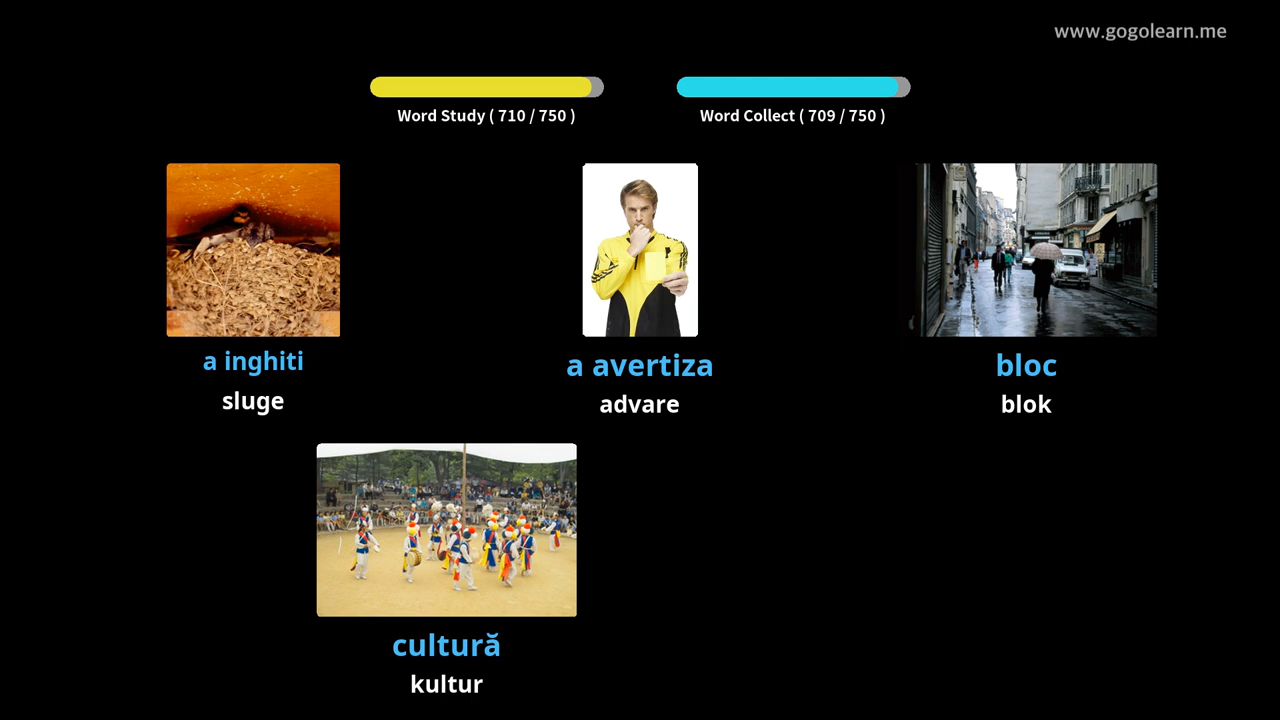 www.gogolearn.me
Word Study ( 710 / 750 )
Word Collect ( 709 / 750 )
a inghiti
sluge
a avertiza
advare
bloc
blok
cultură
kultur